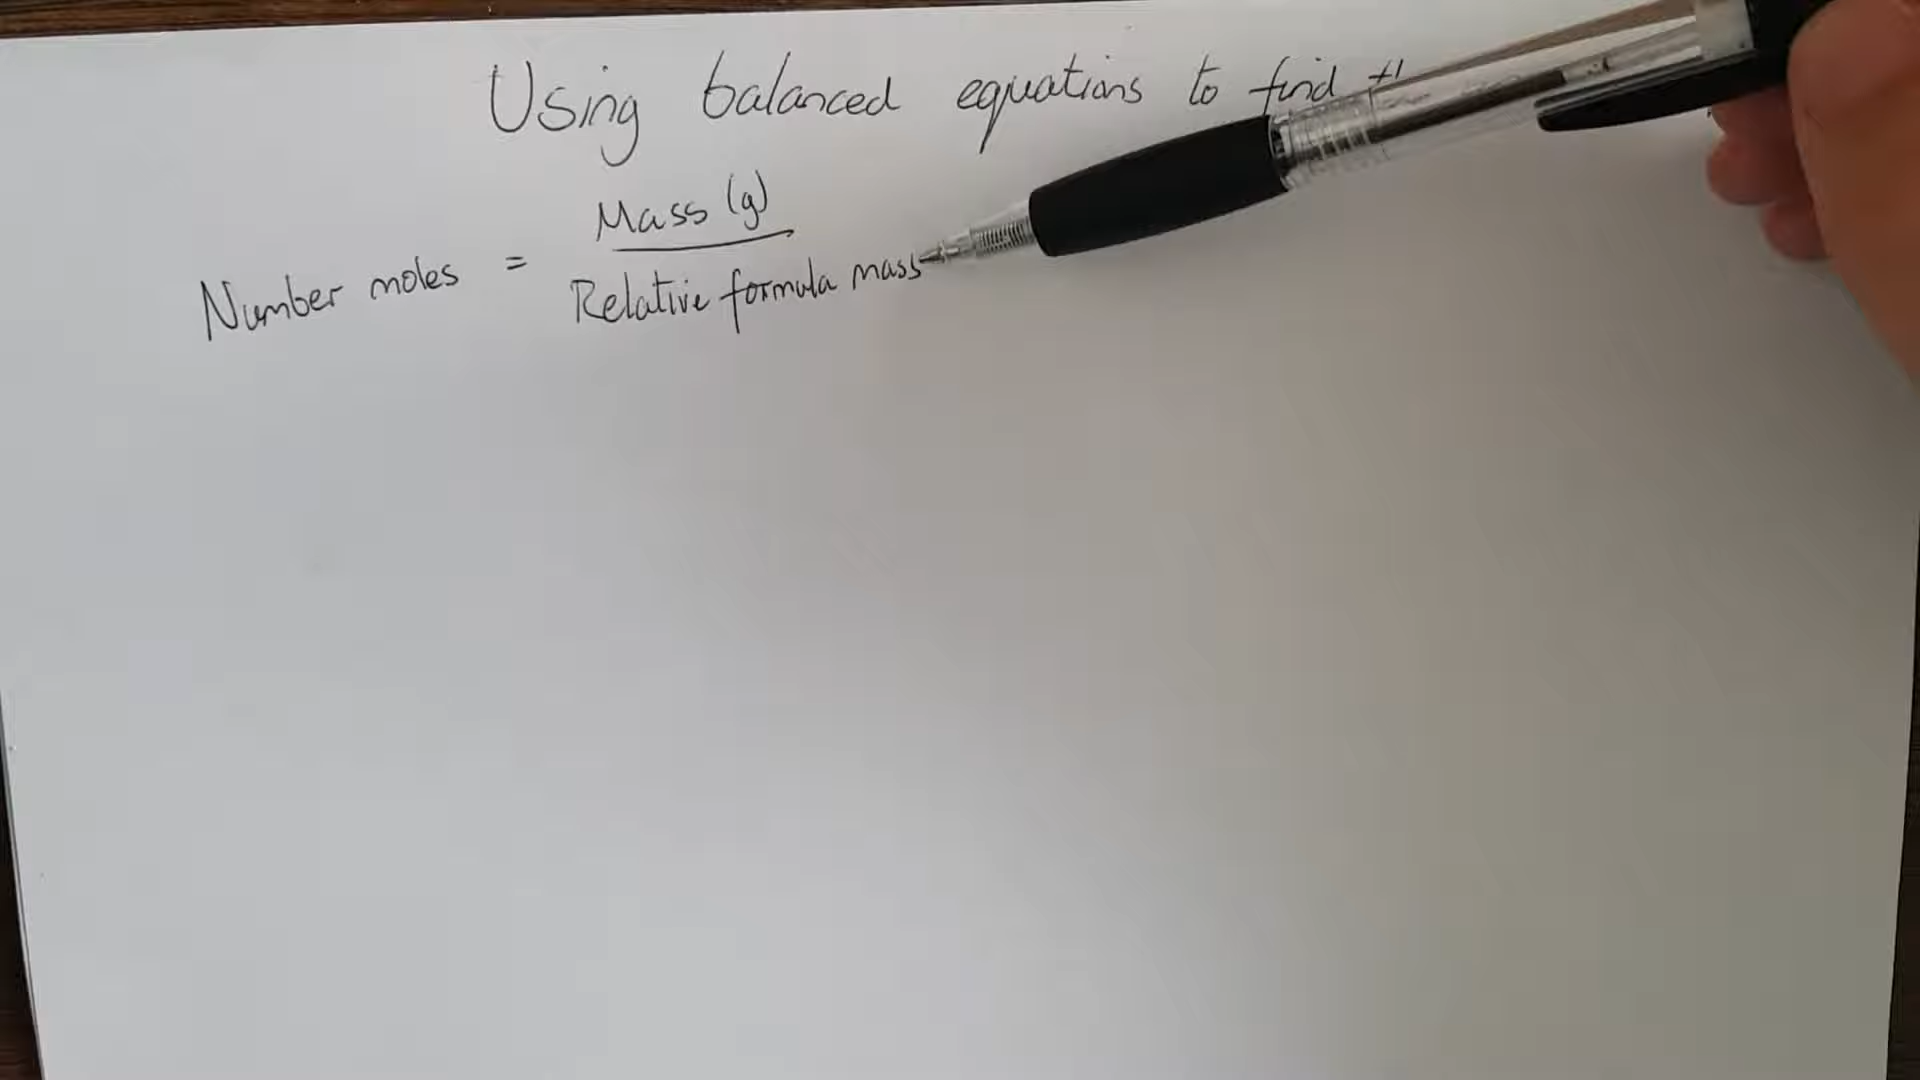 Using balanced equations to find
Mass (g)
Number moles =
Relative formula mass